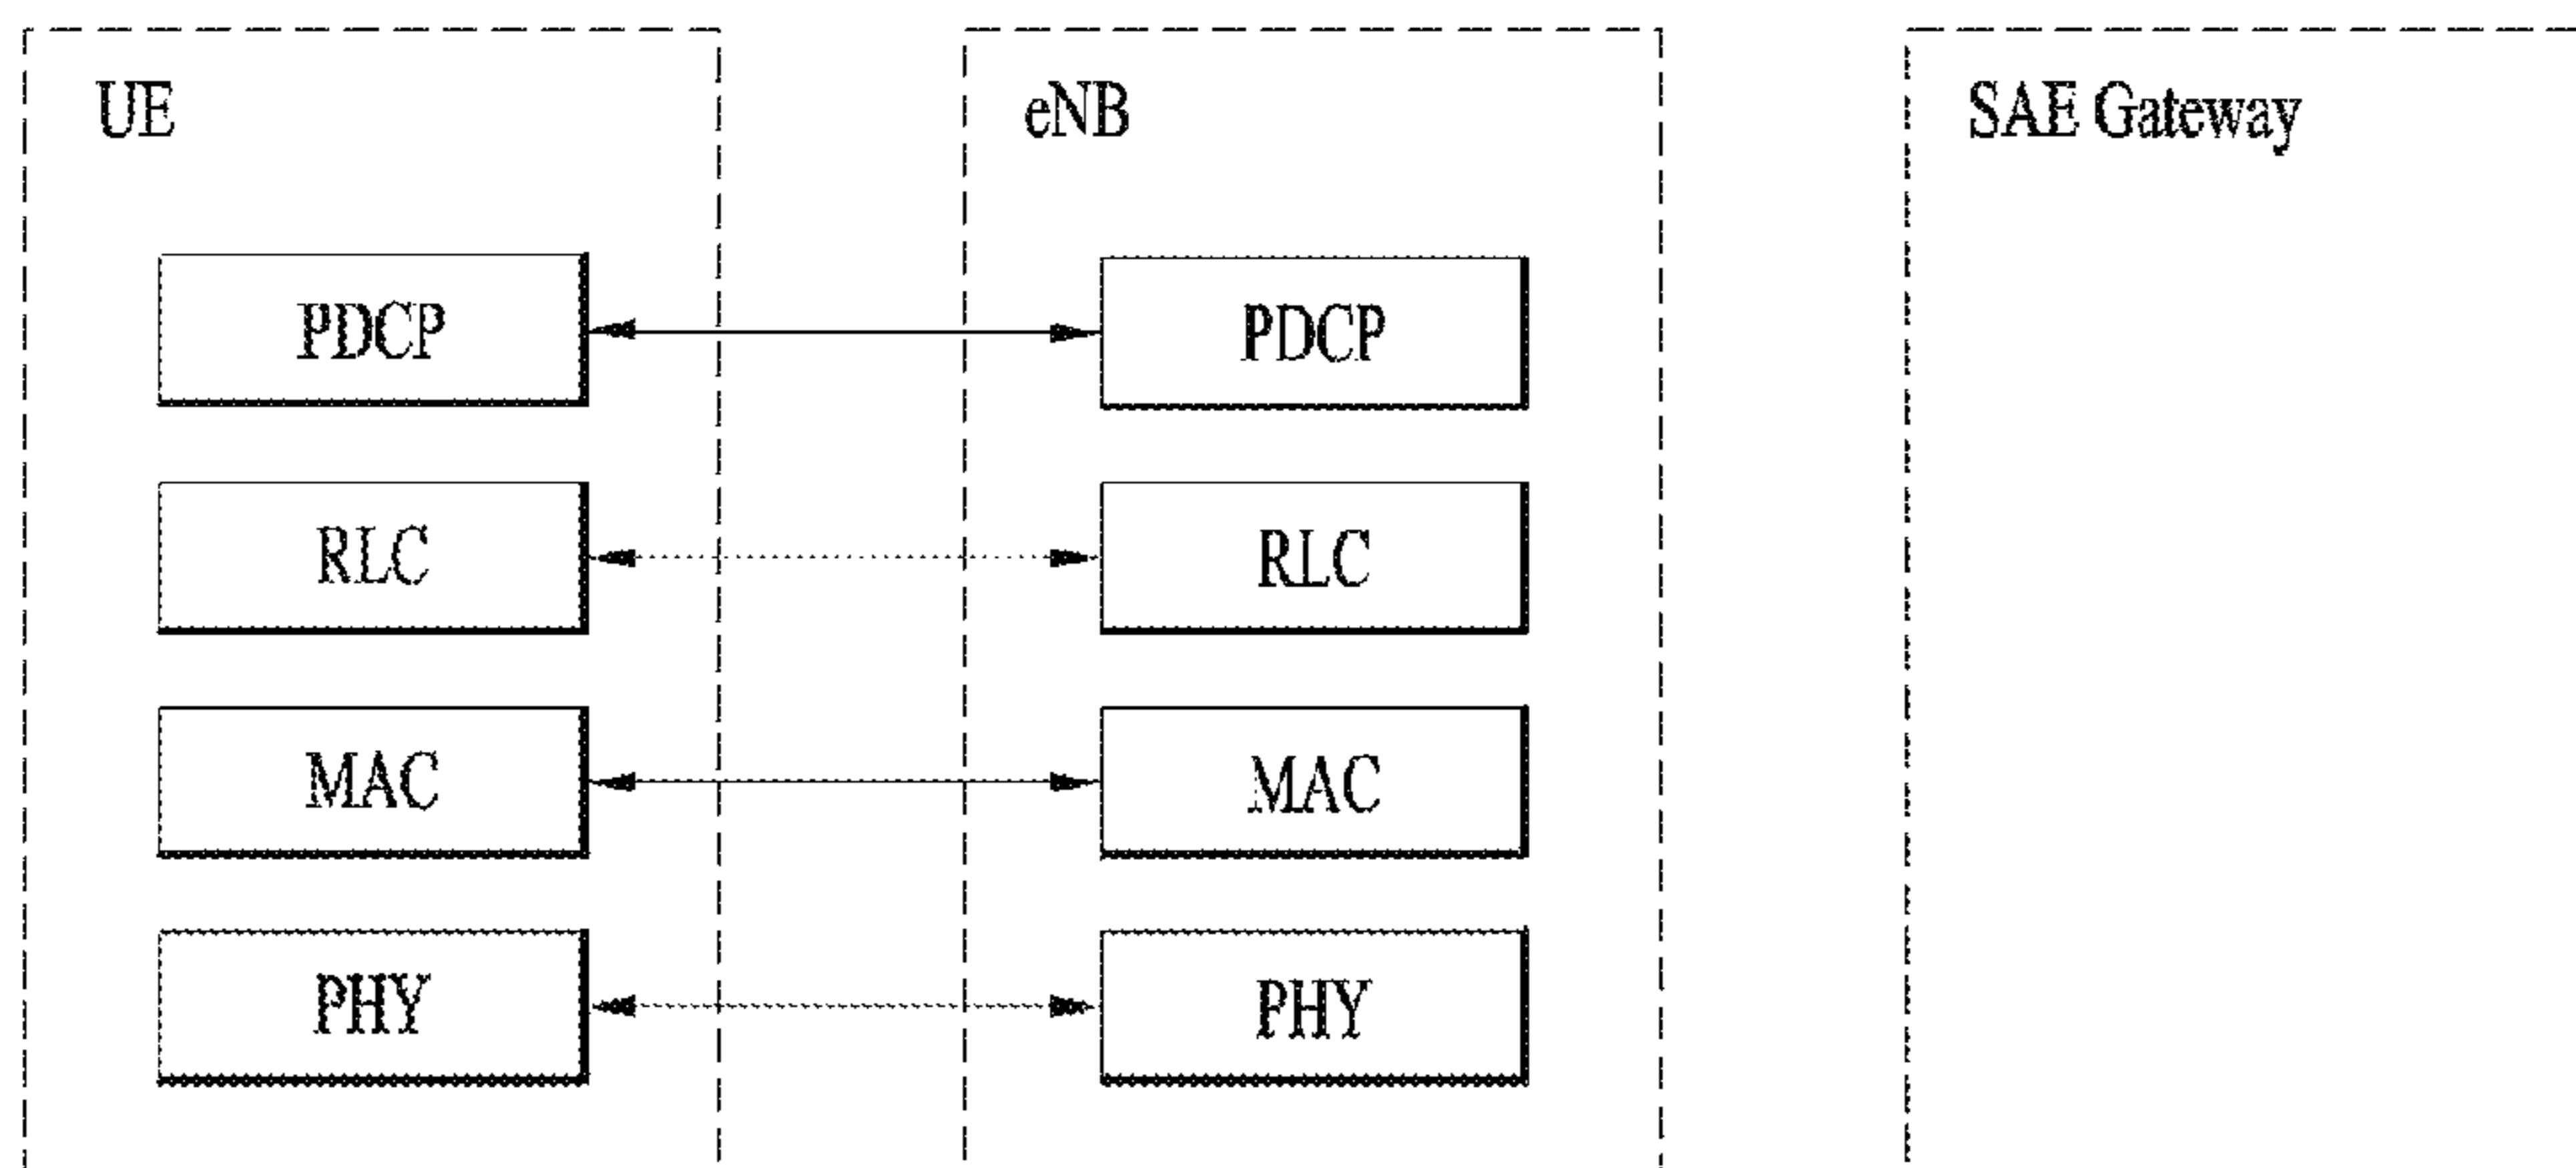 UE
eNB
SAE Gateway
PDCP
PDCP
RLC
RLC
MAC
MAC
PHY
PHY